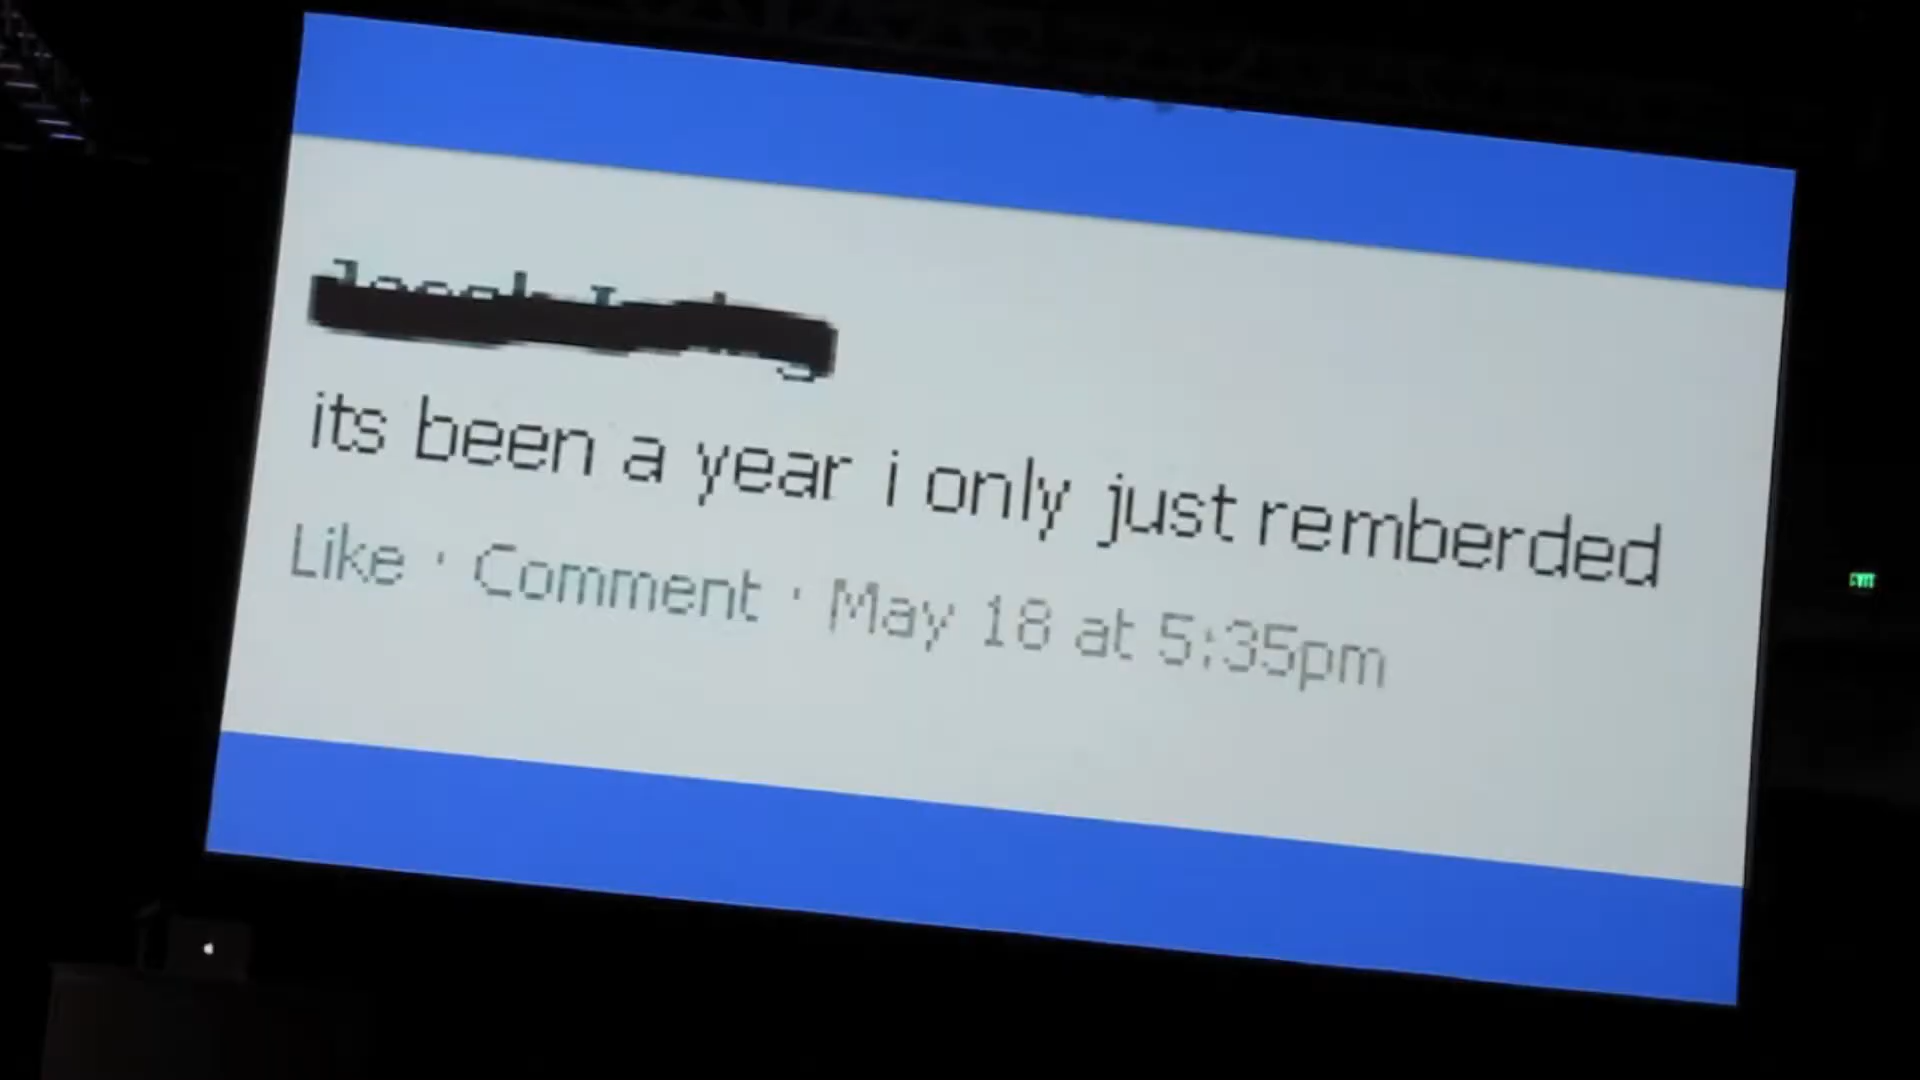 its been a year i only just remberded
Like · Comment · May 18 at 5:35pm